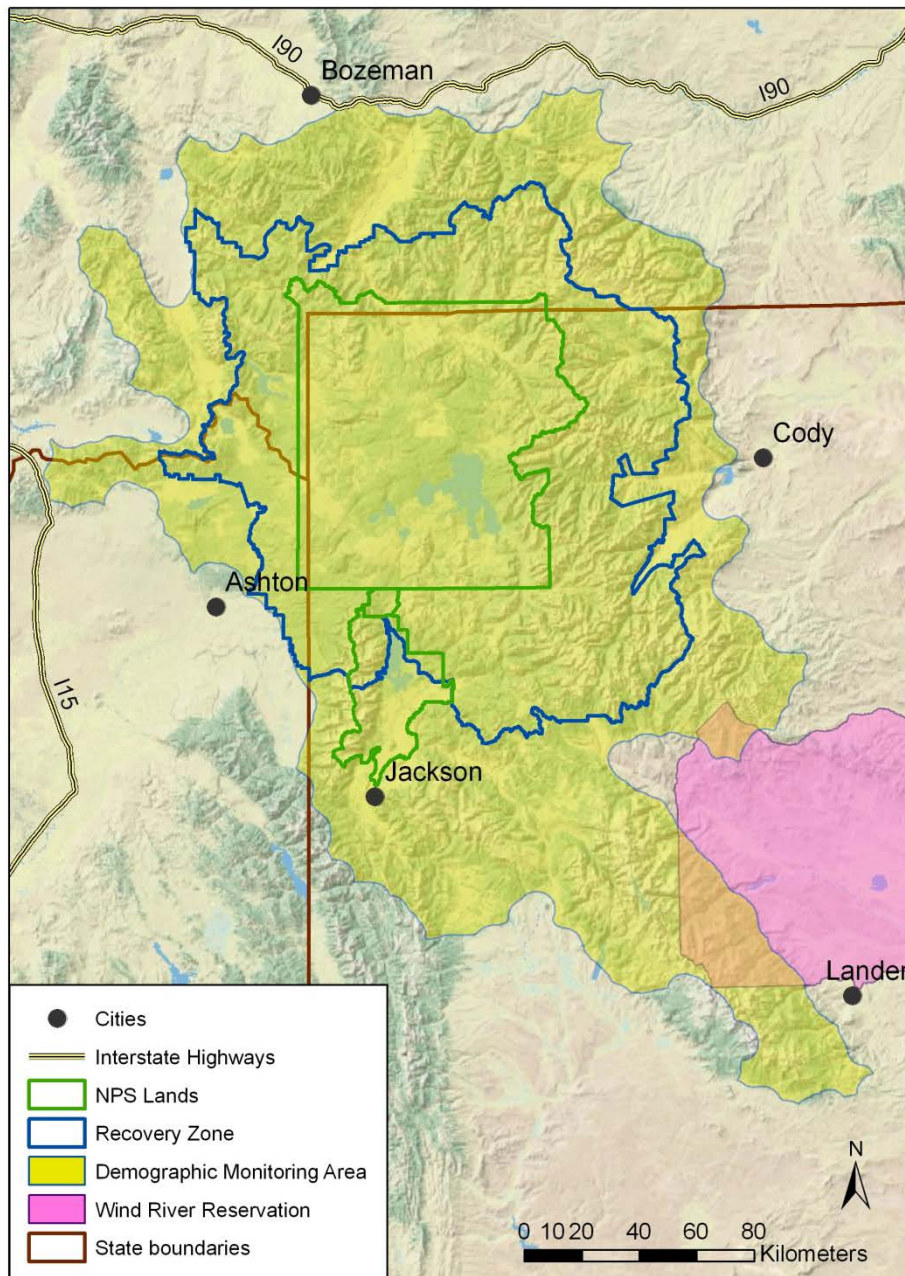 I90
Bozeman
I90
Cody
Ashton
I15
Jackson
Lander
Cities
Interstate Highways
NPS Lands
Recovery Zone
Demographic Monitoring Area
Wind River Reservation
State boundaries
N
0 10 20 40 60 80
Kilometers